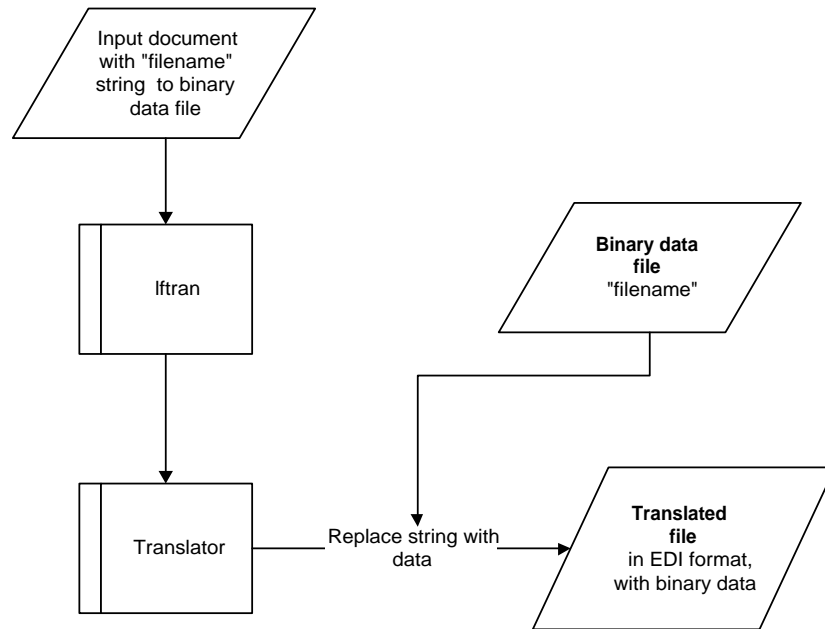 Input document
with "filename"
string to binary
data file
lftran
Binary data
file
"filename"
Translator
Replace string with
data
Translated
file
in EDI format,
with binary data